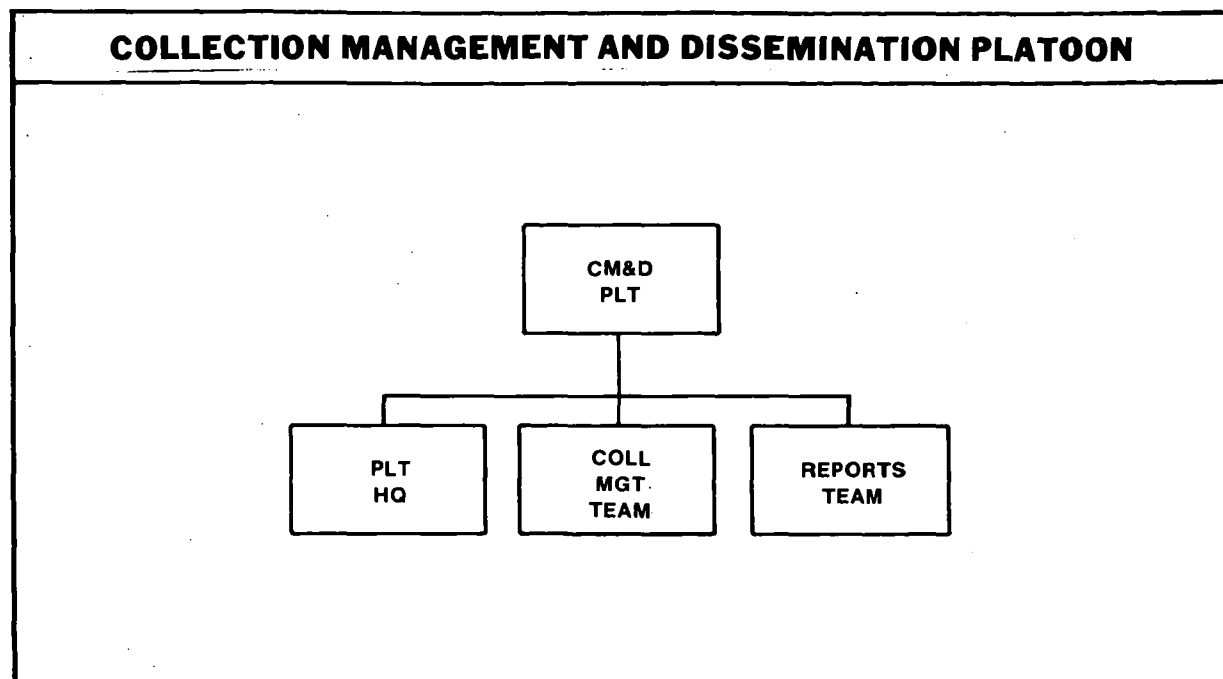 COLLECTION MANAGEMENT AND DISSEMINATION PLATOON
CM&D
PLT
PLT
HQ
COLL
MGT.
TEAM
REPORTS
TEAM